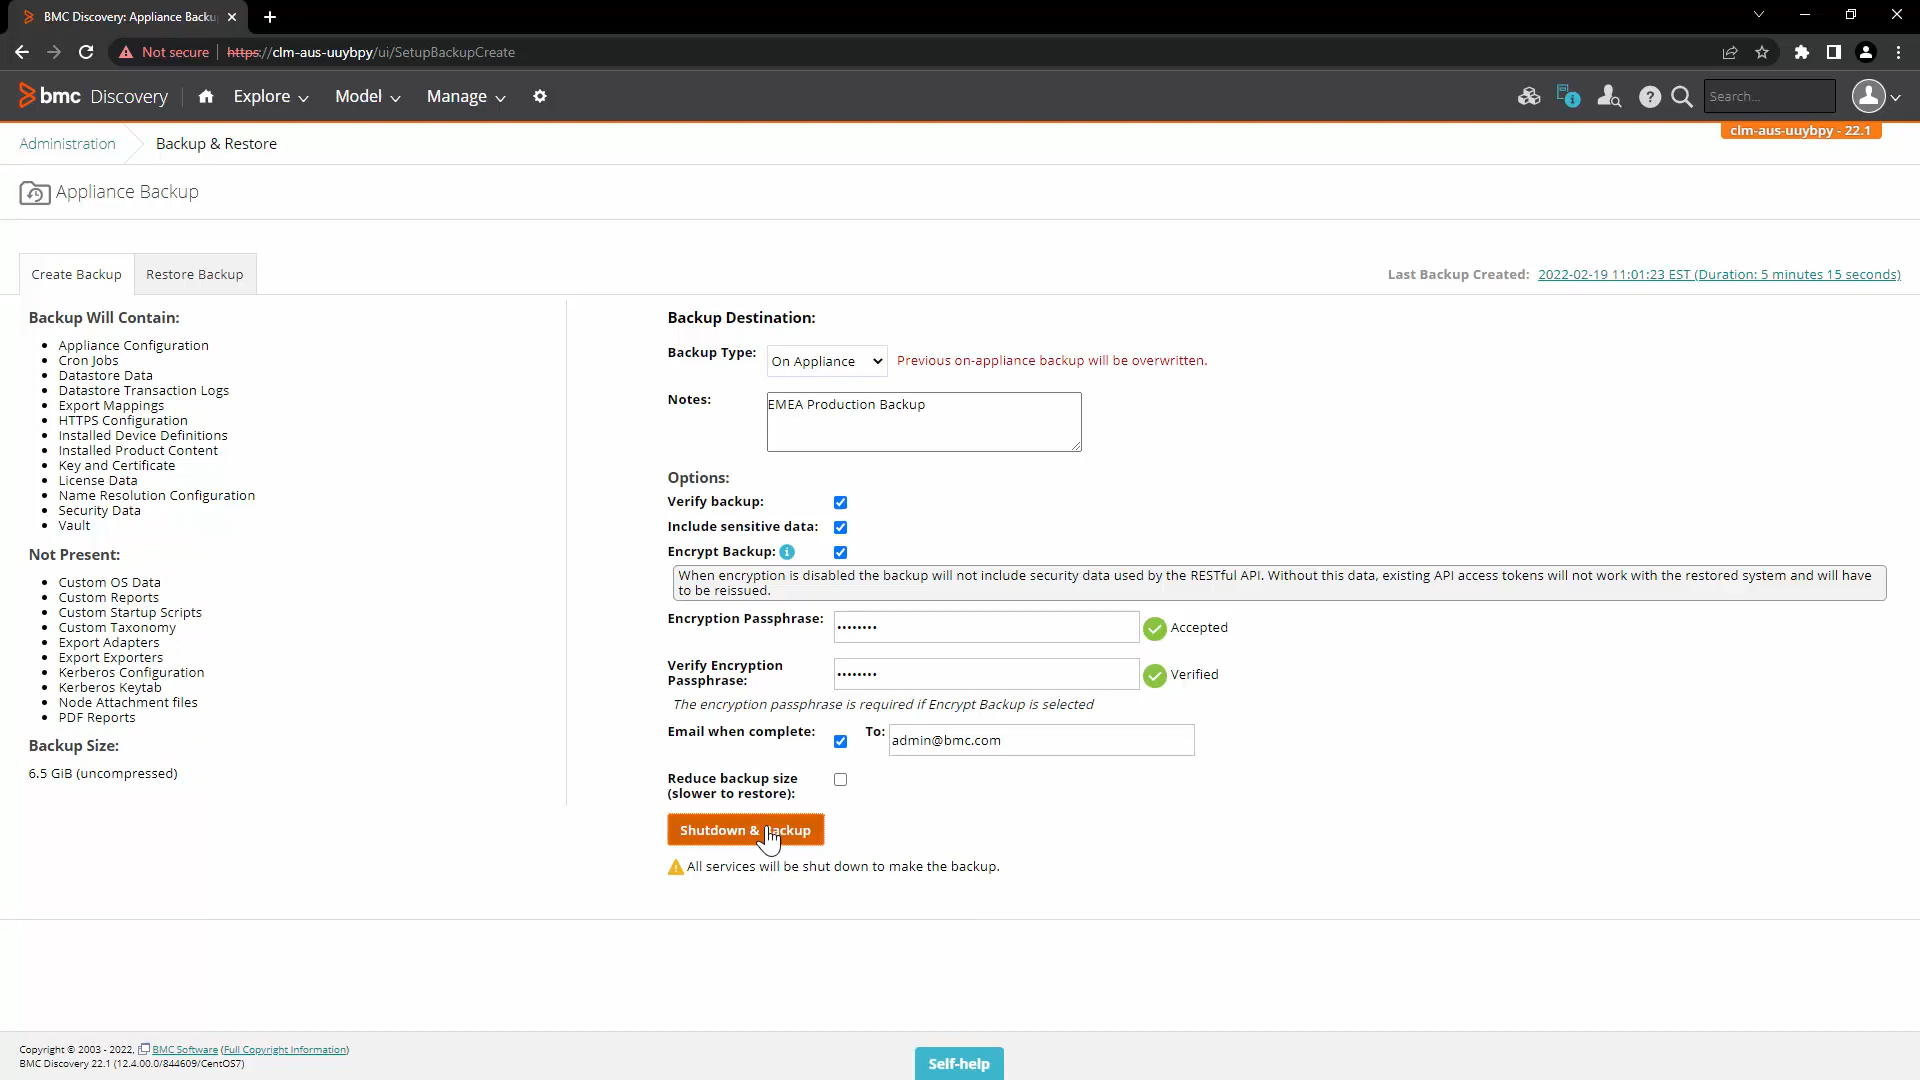 BMC Discovery: Appliance Backu
Not secure https://clm-aus-uuybpy/ui/SetupBackupCreate
bmc Discovery Explore Model Manage Search...
clm-aus-uuybpy - 22.1
Administration Backup & Restore
Appliance Backup
Create Backup Restore Backup
Last Backup Created: 2022-02-19 11:01:23 EST (Duration: 5 minutes 15 seconds)
Backup Will Contain:
Appliance Configuration
Cron Jobs
Datastore Data
Datastore Transaction Logs
Export Mappings
HTTPS Configuration
Installed Device Definitions
Installed Product Content
Key and Certificate
License Data
Name Resolution Configuration
Security Data
Vault
Not Present:
Custom OS Data
Custom Reports
Custom Startup Scripts
Custom Taxonomy
Export Adapters
Export Exporters
Kerberos Configuration
Kerberos Keytab
Node Attachment files
PDF Reports
Backup Size:
6.5 GiB (uncompressed)
Backup Destination:
Backup Type: On Appliance Previous on-appliance backup will be overwritten.
Notes: EMEA Production Backup
Options:
Verify backup:
Include sensitive data:
Encrypt Backup:
When encryption is disabled the backup will not include security data used by the RESTful API. Without this data, existing API access tokens will not work with the restored system and will have
to be reissued.
Encryption Passphrase: •••••••• Accepted
Verify Encryption
Passphrase: •••••••• Verified
The encryption passphrase is required if Encrypt Backup is selected
Email when complete: To: admin@bmc.com
Reduce backup size
(slower to restore):
Shutdown & Backup
All services will be shut down to make the backup.
Copyright © 2003 - 2022, BMC Software (Full Copyright Information)
BMC Discovery 22.1 (12.4.00.0/844609/CentOS7)
Self-help